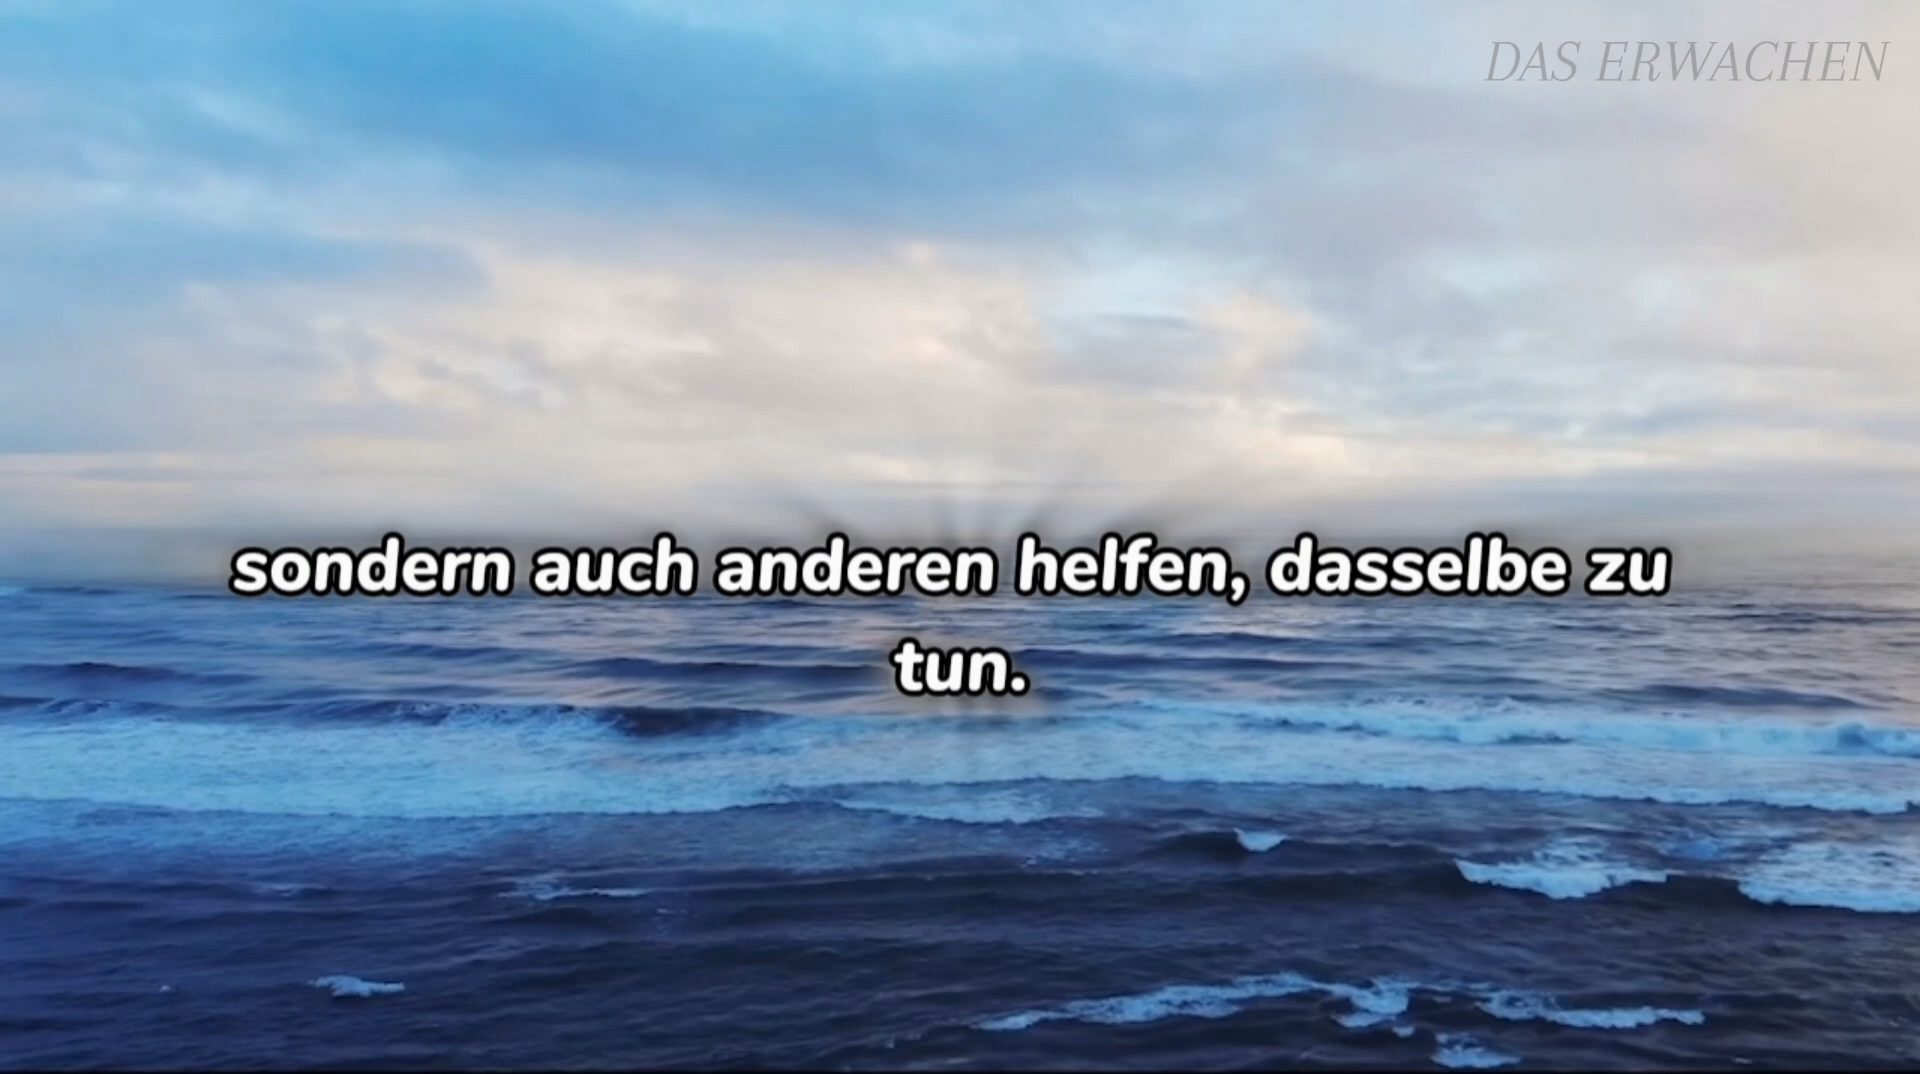 DAS ERWACHEN
sondern auch anderen helfen, dasselbe zu
tun.